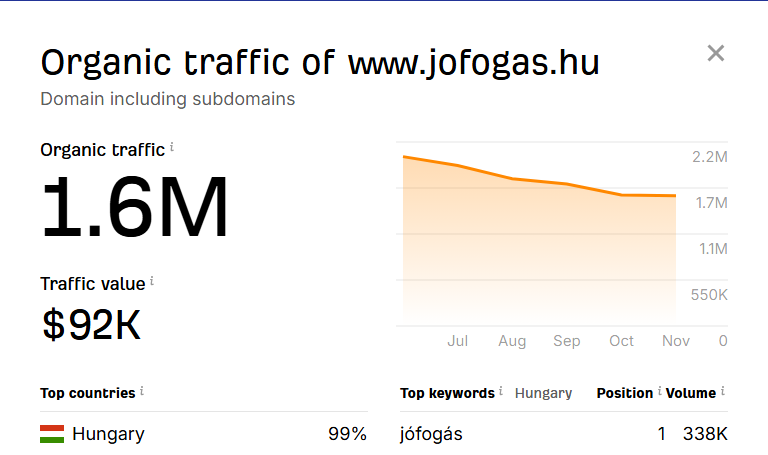 Organic traffic of www.jofogas.hu
Domain including subdomains
Organic traffic i
1.6M
Traffic value i
$92K
2.2M
1.7M
1.1M
550K
Jul Aug Sep Oct Nov 0
Top countries i
Hungary 99%
Top keywords i Hungary Position i Volume i
jófogás 1 338K